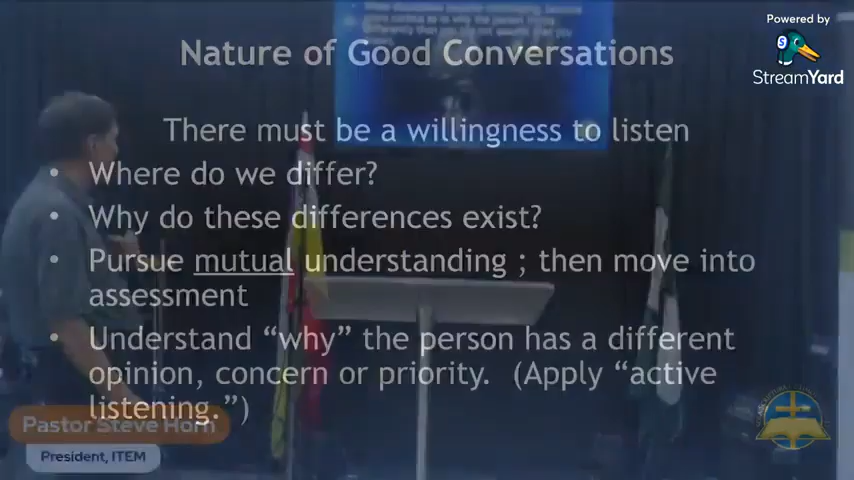 Powered by
StreamYard
Nature of Good Conversations
There must be a willingness to listen
• Where do we differ?
• Why do these differences exist?
• Pursue mutual understanding ; then move into
assessment
• Understand “why” the person has a different
opinion, concern or priority. (Apply “active
listening.”)
Pastor Steve Horn
President, ITEM